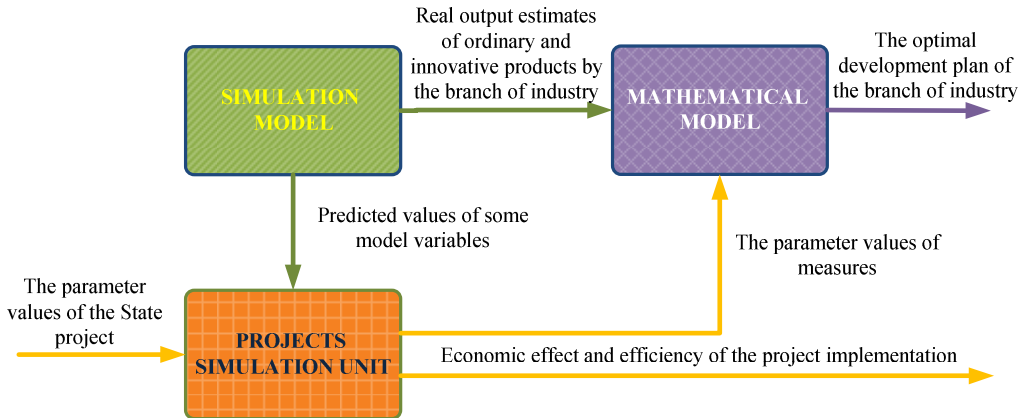 Real output estimates
of ordinary and
innovative products by
the branch of industry
The optimal
development plan of
the branch of industry
SIMULATION
MODEL
MATHEMATICAL
MODEL
Predicted values of some
model variables
The parameter values of
measures
The parameter
values of the State
project
PROJECTS
SIMULATION UNIT
Economic effect and efficiency of the project implementation